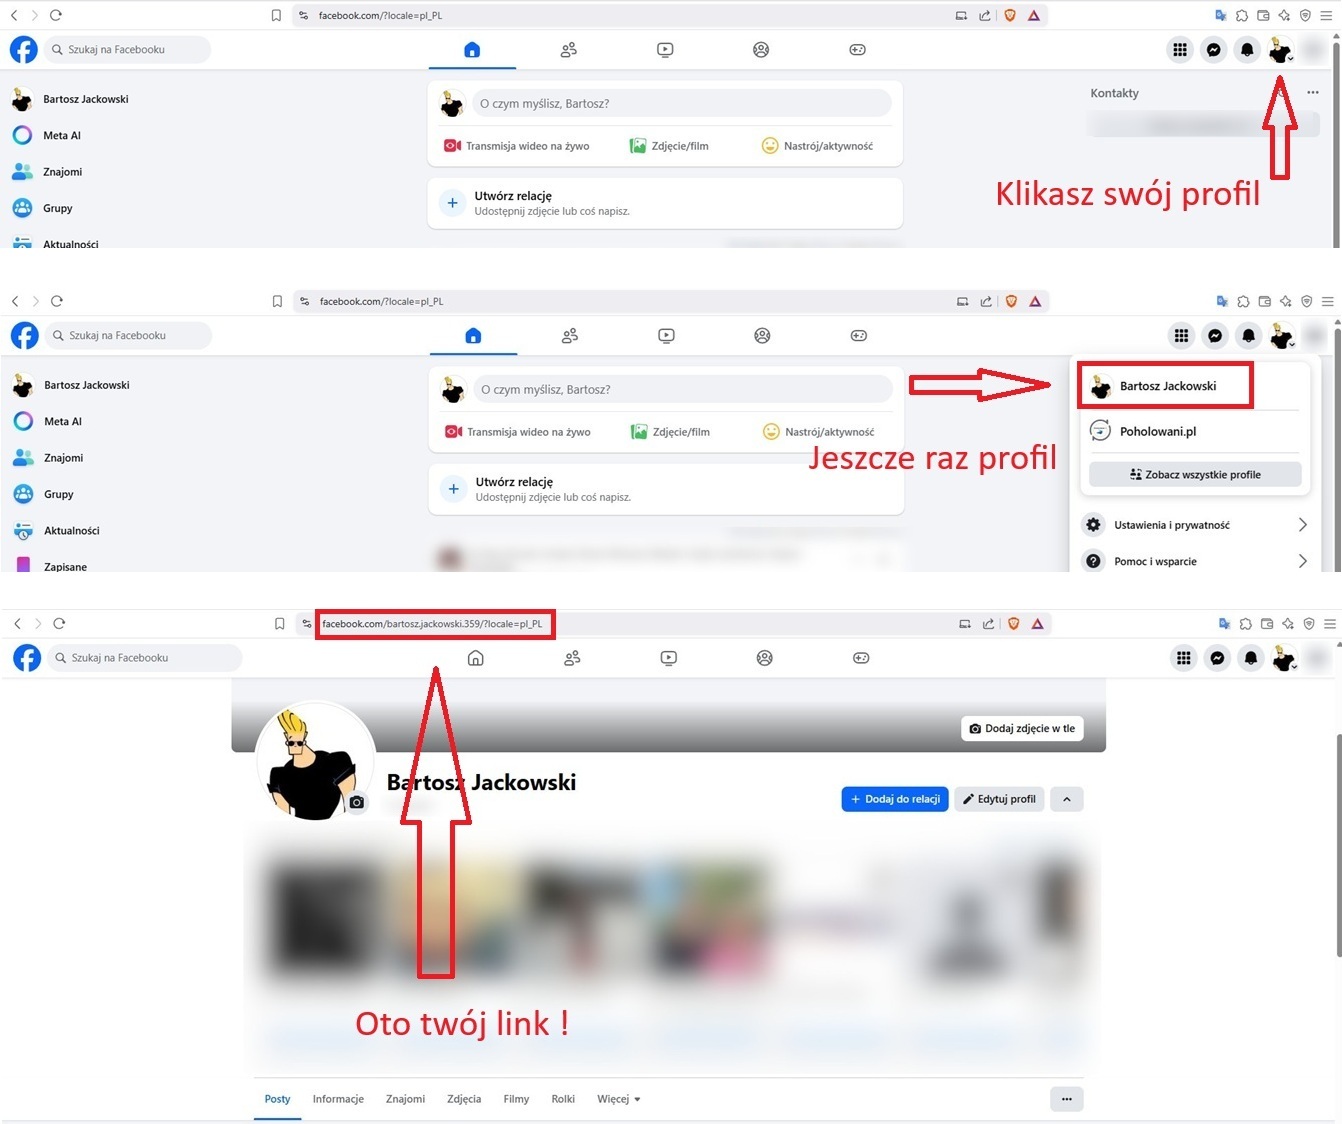 facebook.com/?locale=pl_PL
Szukaj na Facebooku
Bartosz Jackowski
Meta AI
Znajomi
Grupy
Aktualności
O czym myślisz, Bartosz?
Transmisja wideo na żywo Zdjęcie/film Nastrój/aktywność
Utwórz relację
Udostępnij zdjęcie lub coś napisz.
Kontakty
Klikasz swój profil
facebook.com/?locale=pl_PL
Szukaj na Facebooku
Bartosz Jackowski
Meta AI
Znajomi
Grupy
Aktualności
Zapisane
O czym myślisz, Bartosz?
Transmisja wideo na żywo Zdjęcie/film Nastrój/aktywność
Utwórz relację
Udostępnij zdjęcie lub coś napisz.
Jeszcze raz profil
Bartosz Jackowski
Poholowani.pl
Zobacz wszystkie profile
Ustawienia i prywatność
Pomoc i wsparcie
facebook.com/bartosz.jackowski.359/?locale=pl_PL
Szukaj na Facebooku
Dodaj zdjęcie w tle
Bartosz Jackowski
+ Dodaj do relacji Edytuj profil
Oto twój link !
Posty Informacje Znajomi Zdjęcia Filmy Rolki Więcej